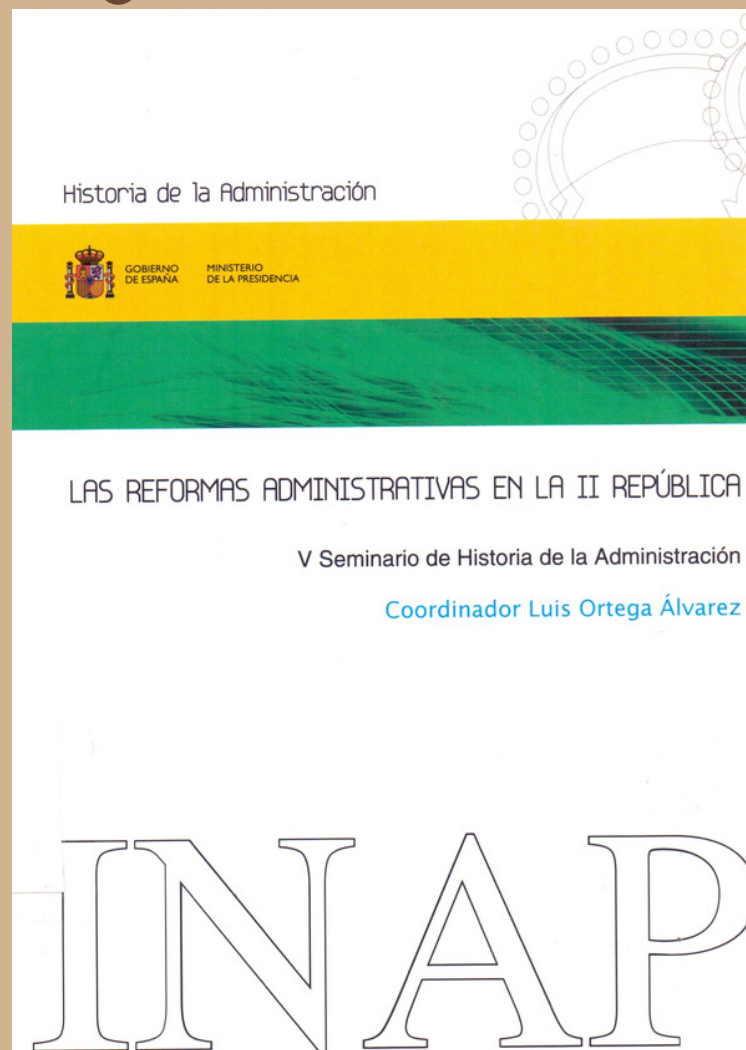 Historia de la Administración
GOBIERNO
DE ESPAÑA
MINISTERIO
DE LA PRESIDENCIA
LAS REFORMAS ADMINISTRATIVAS EN LA II REPÚBLICA
V Seminario de Historia de la Administración
Coordinador Luis Ortega Álvarez
INAP